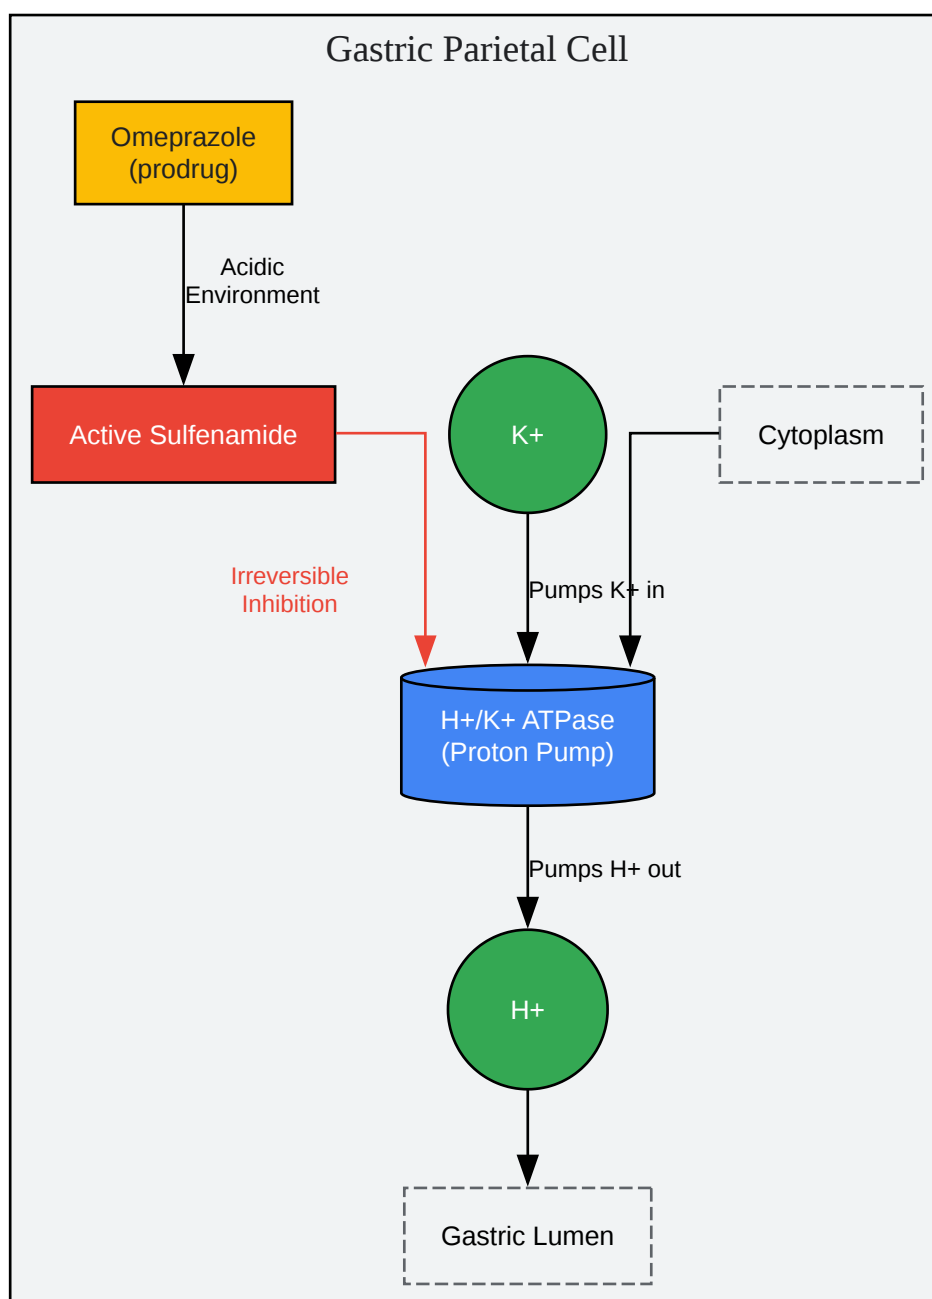 Gastric Parietal Cell
Omeprazole
(prodrug)
Acidic
Environment
Active Sulfenamide
K+
Cytoplasm
Irreversible
Inhibition
Pumps K+ in
H+/K+ ATPase
(Proton Pump)
Pumps H+ out
H+
Gastric Lumen